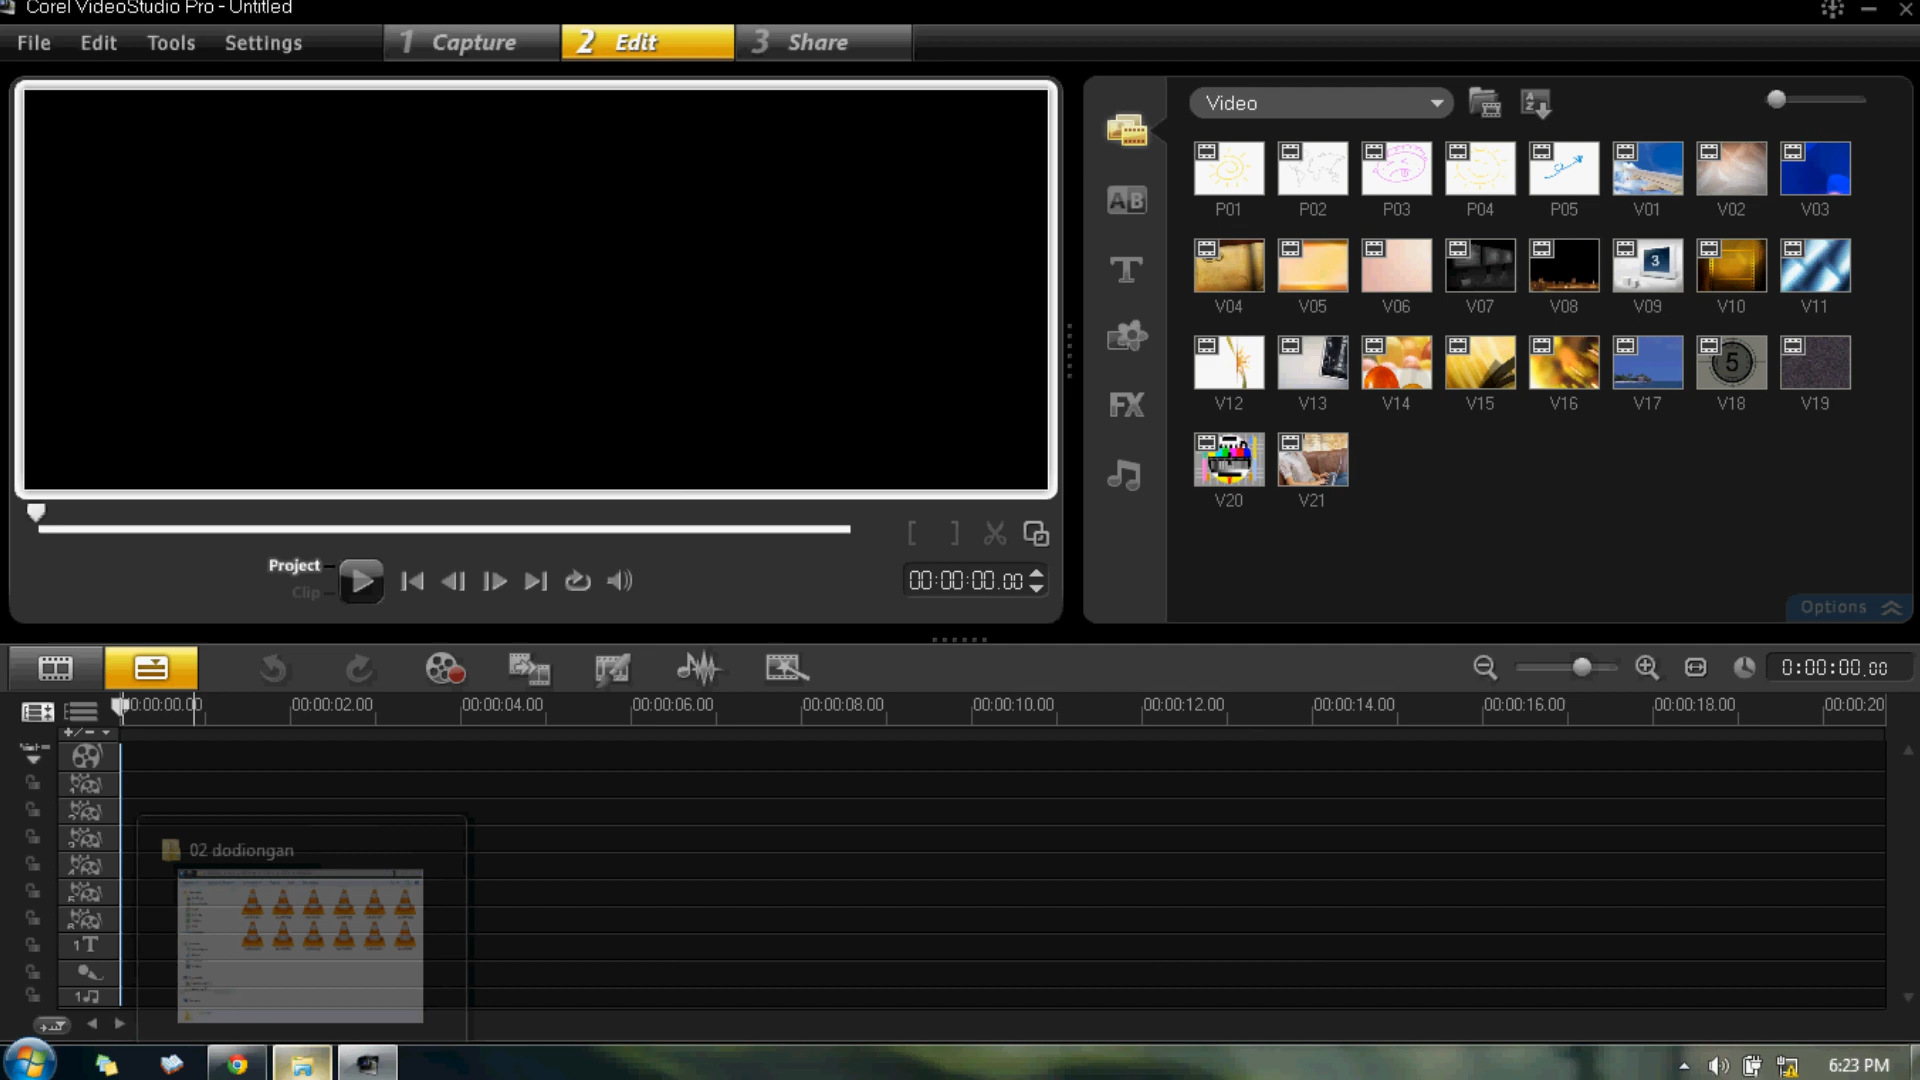 Corel VideoStudio Pro - Untitled
File Edit Tools Settings 1 Capture 2 Edit 3 Share
Video
P01 P02 P03 P04 P05 V01 V02 V03
V04 V05 V06 V07 V08 V09 V10 V11
V12 V13 V14 V15 V16 V17 V18 V19
V20 V21
AB
T
FX
Project
Clip
00:00:00.00
Options
0:00:00.00
00:00:00.00 00:00:02.00 00:00:04.00 00:00:06.00 00:00:08.00 00:00:10.00 00:00:12.00 00:00:14.00 00:00:16.00 00:00:18.00 00:00:20
02 dodiongan
6:23 PM